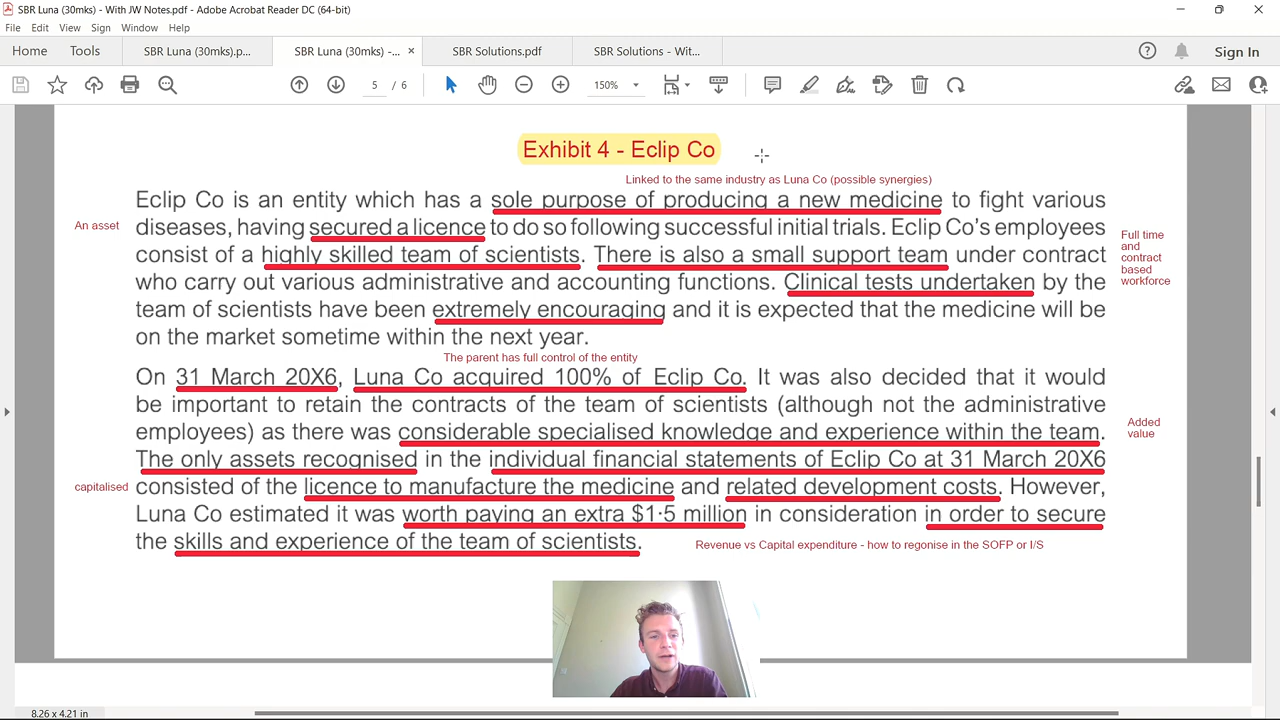 SBR Luna (30mks) - With JW Notes.pdf - Adobe Acrobat Reader DC (64-bit)
File Edit View Sign Window Help
Home Tools SBR Luna (30mks).p... SBR Luna (30mks) -... × SBR Solutions.pdf SBR Solutions - Wit... Sign In
5 / 6 150%
Exhibit 4 - Eclip Co
Linked to the same industry as Luna Co (possible synergies)
Eclip Co is an entity which has a sole purpose of producing a new medicine to fight various
An asset
diseases, having secured a licence to do so following successful initial trials. Eclip Co's employees
consist of a highly skilled team of scientists. There is also a small support team under contract
who carry out various administrative and accounting functions. Clinical tests undertaken by the
team of scientists have been extremely encouraging and it is expected that the medicine will be
on the market sometime within the next year.
Full time
and
contract
based
workforce
The parent has full control of the entity
On 31 March 20X6, Luna Co acquired 100% of Eclip Co. It was also decided that it would
be important to retain the contracts of the team of scientists (although not the administrative
employees) as there was considerable specialised knowledge and experience within the team.
Added
value
The only assets recognised in the individual financial statements of Eclip Co at 31 March 20X6
capitalised
consisted of the licence to manufacture the medicine and related development costs. However,
Luna Co estimated it was worth paying an extra $1·5 million in consideration in order to secure
the skills and experience of the team of scientists.
Revenue vs Capital expenditure - how to regonise in the SOFP or I/S
8.26 x 4.21 in